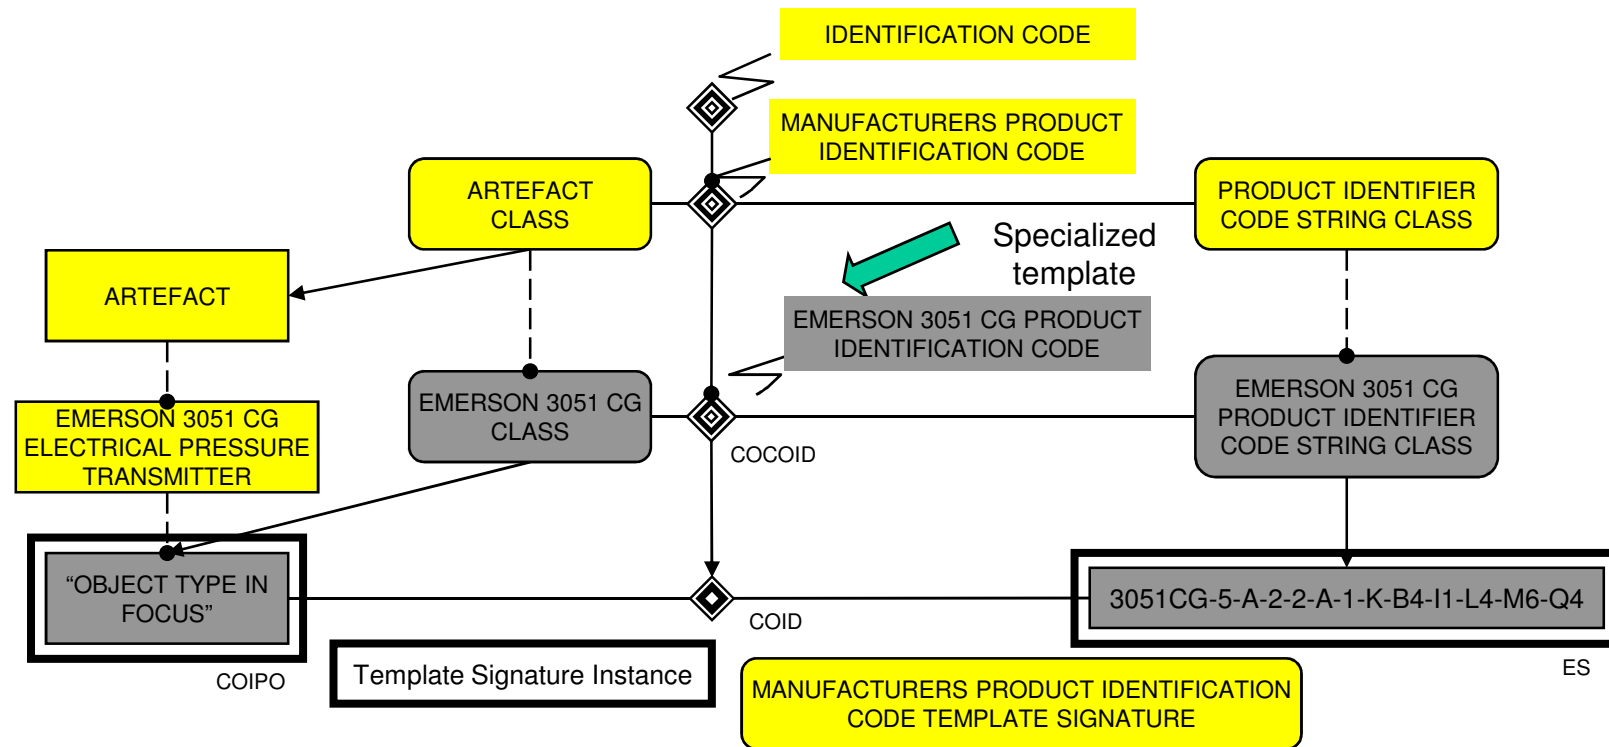 IDENTIFICATION CODE
MANUFACTURERS PRODUCT
IDENTIFICATION CODE
ARTEFACT
CLASS
PRODUCT IDENTIFIER
CODE STRING CLASS
Specialized
template
ARTEFACT
EMERSON 3051 CG PRODUCT
IDENTIFICATION CODE
EMERSON 3051 CG
CLASS
EMERSON 3051 CG
PRODUCT IDENTIFIER
CODE STRING CLASS
EMERSON 3051 CG
ELECTRICAL PRESSURE
TRANSMITTER
COCOID
“OBJECT TYPE IN
FOCUS”
3051CG-5-A-2-2-A-1-K-B4-I1-L4-M6-Q4
COID
COIPO
Template Signature Instance
ES
MANUFACTURERS PRODUCT IDENTIFICATION
CODE TEMPLATE SIGNATURE